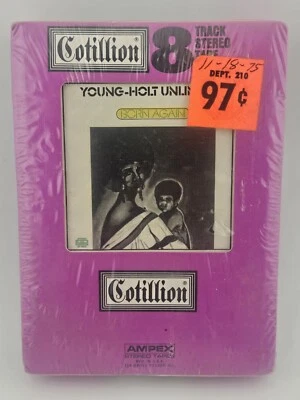 Cotillion
8
TRACK
STEREO
TAPE
11-18-75
DEPT. 210
97¢
YOUNG-HOLT UNLIM
BORN AGAIN
Cotillion
AMPEX
STEREO TAPES